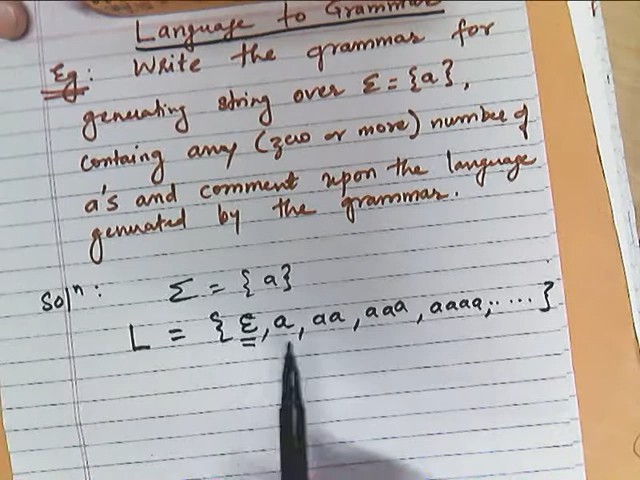 Language to Grammar
Eg: Write the grammar for
generating string over Σ = {a},
containg any (zero or more) number of
a's and comment upon the language
generated by the grammar.
Solⁿ: Σ = {a}
L = {ε, a, aa, aaa, aaaa, .....}